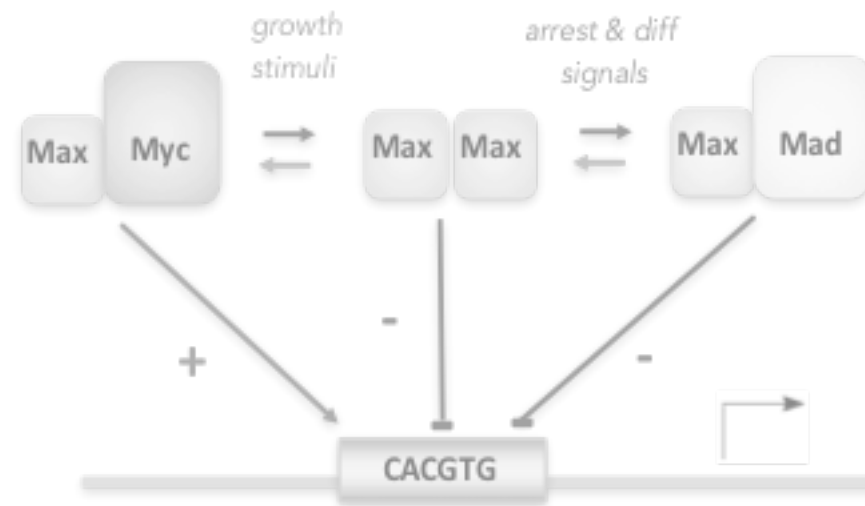 growth
stimuli
arrest & diff
signals
Max Myc
Max Max
Max Mad
+
-
-
CACGTG